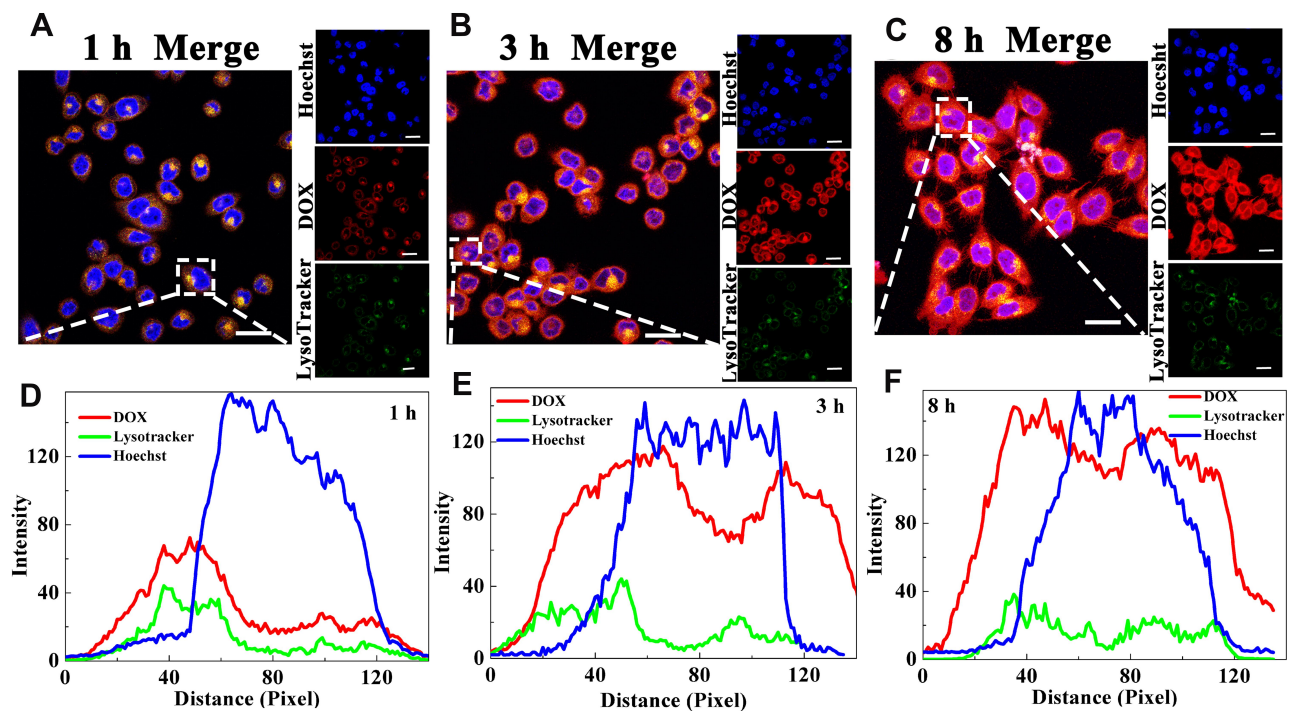 A
1 h Merge
Hoechst
DOX
LysoTracker
B
3 h Merge
Hoechst
DOX
LysoTracker
C
8 h Merge
Hoecsht
DOX
LysoTracker
D
DOX
Lysotracker
Hoechst
1 h
120
80
40
0
Intensity
0 40 80 120
Distance (Pixel)
E
DOX
Lysotracker
Hoechst
3 h
120
80
40
0
Intensity
0 40 80 120
Distance (Pixel)
F
8 h
DOX
Lysotracker
Hoechst
120
80
40
0
Intensity
0 40 80 120
Distance (Pixel)